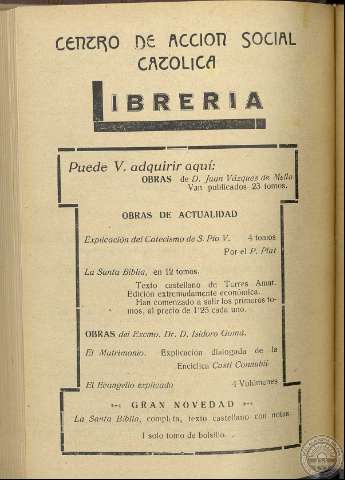 CENTRO DE ACCION SOCIAL
CATOLICA
LIBRERIA
Puede V. adquirir aquí:
OBRAS de D. Juan Vázquez de Mella
Van publicados 23 tomos.
OBRAS DE ACTUALIDAD
Explicación del Catecismo de S. Pío V. 4 tomos
Por el P. Plat
La Santa Biblia, en 12 tomos.
Texto castellano de Torres Amat.
Edición extremadamente económica.
Han comenzado a salir los primeros to-
mos, al precio de 1'25 cada uno.
OBRAS del Excmo. Dr. D. Isidoro Gomá.
El Matrimonio. Explicación dialogada de la
Encíclica Casti Connubii
El Evangelio explicado 4 Volúmenes
GRAN NOVEDAD
La Santa Biblia, completa, texto castellano con notas
1 solo tomo de bolsillo.